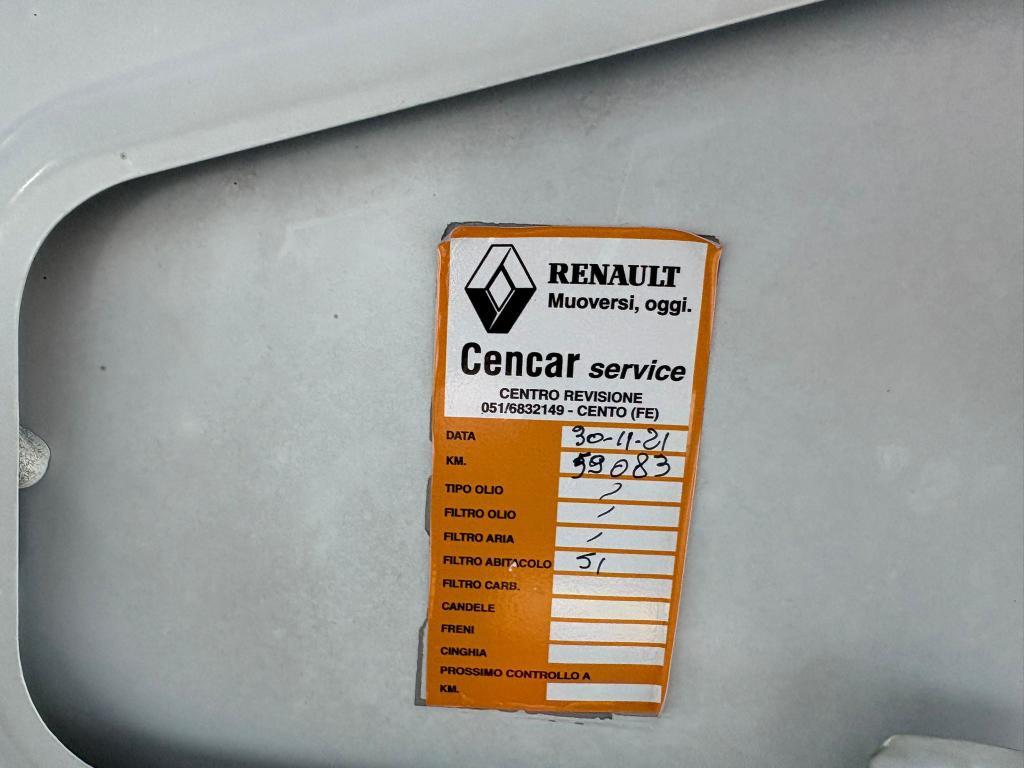 RENAULT
Muoversi, oggi.
Cencar service
CENTRO REVISIONE
051/6832149 - CENTO (FE)
DATA 30-11-21
KM. 59083
TIPO OLIO
FILTRO OLIO
FILTRO ARIA
FILTRO ABITACOLO SI
FILTRO CARB.
CANDELE
FRENI
CINGHIA
PROSSIMO CONTROLLO A
KM.